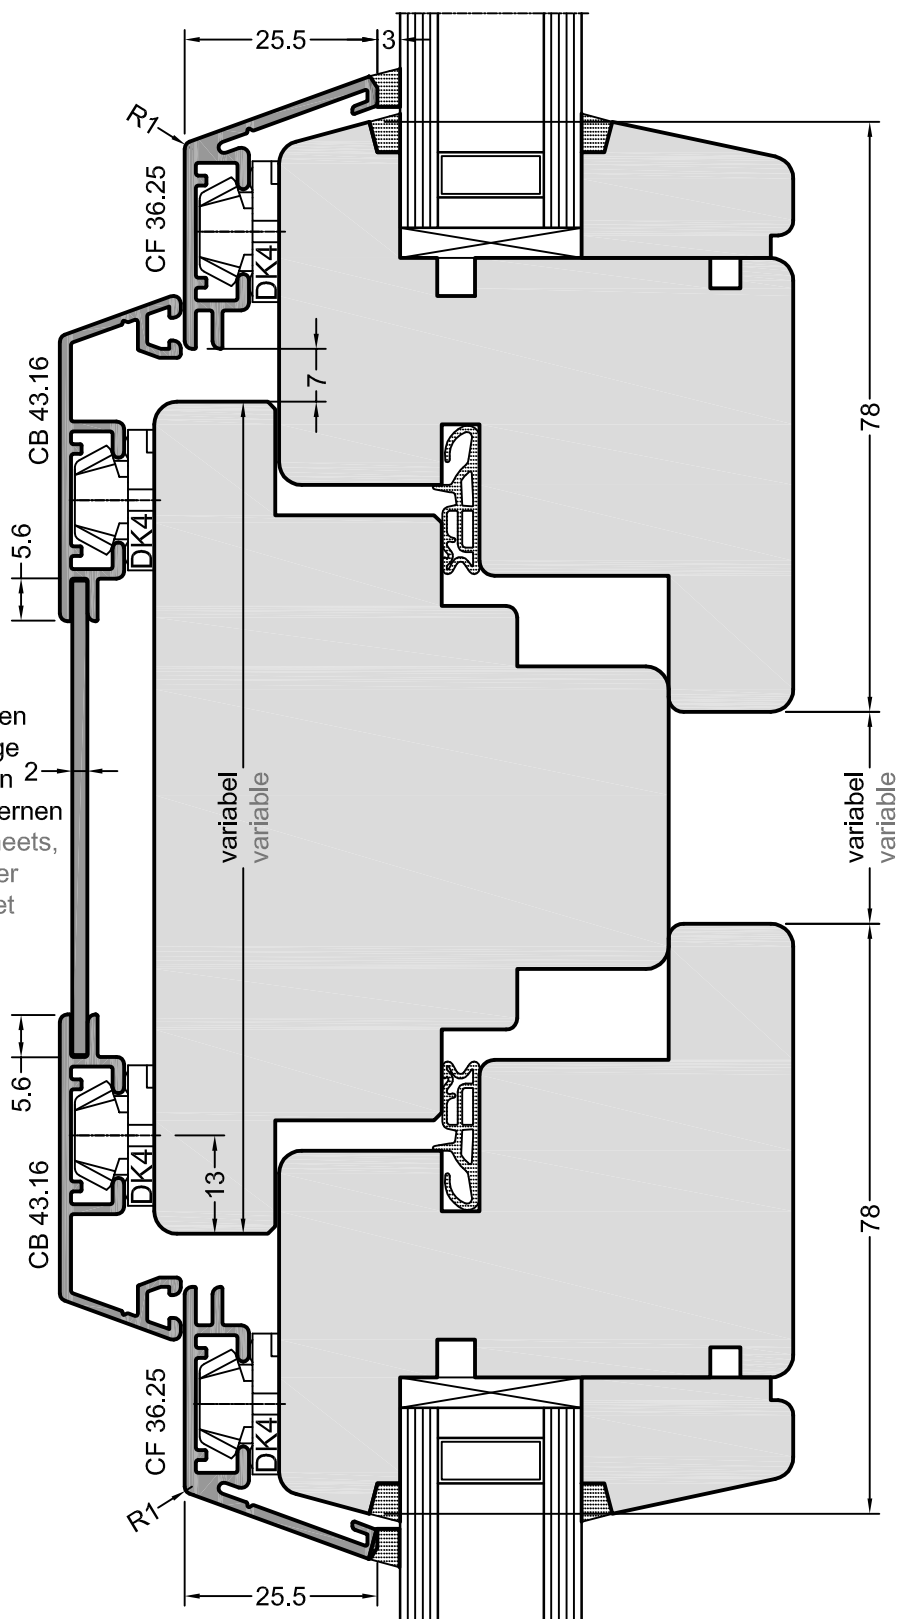 25.5
3
R1
CF 36.25
DK4
7
CB 43.16
78
DK4
5.6
en
ge
n
2
ernen
neets,
er
et
variabel
variable
variabel
variable
5.6
DK4
13
CB 43.16
78
CF 36.25
DK4
R1
25.5